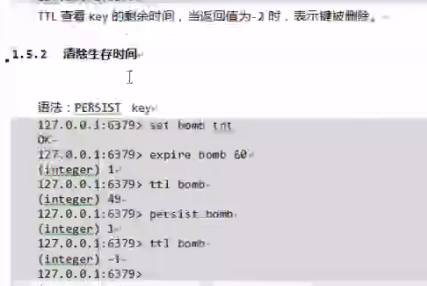 TTL 查看 key 的剩余时间，当返回值为-2 时，表示键被删除。
1.5.2 清除生存时间
语法：PERSIST key
127.0.0.1:6379> set bomb tnt
OK
127.0.0.1:6379> expire bomb 60
(integer) 1
127.0.0.1:6379> ttl bomb
(integer) 49
127.0.0.1:6379> persist bomb
(integer) 1
127.0.0.1:6379> ttl bomb
(integer) -1
127.0.0.1:6379>